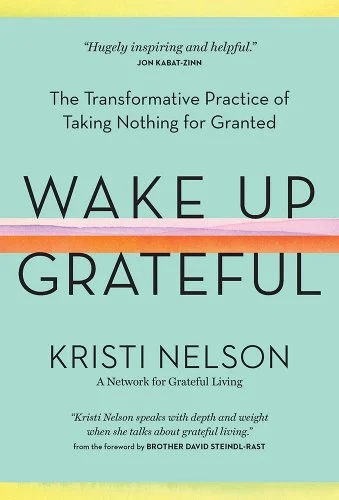 “Hugely inspiring and helpful.”
JON KABAT-ZINN
The Transformative Practice of
Taking Nothing for Granted
WAKE UP
GRATEFUL
KRISTI NELSON
A Network for Grateful Living
“Kristi Nelson speaks with depth and weight
when she talks about grateful living.”
from the foreword by BROTHER DAVID STEINDL-RAST